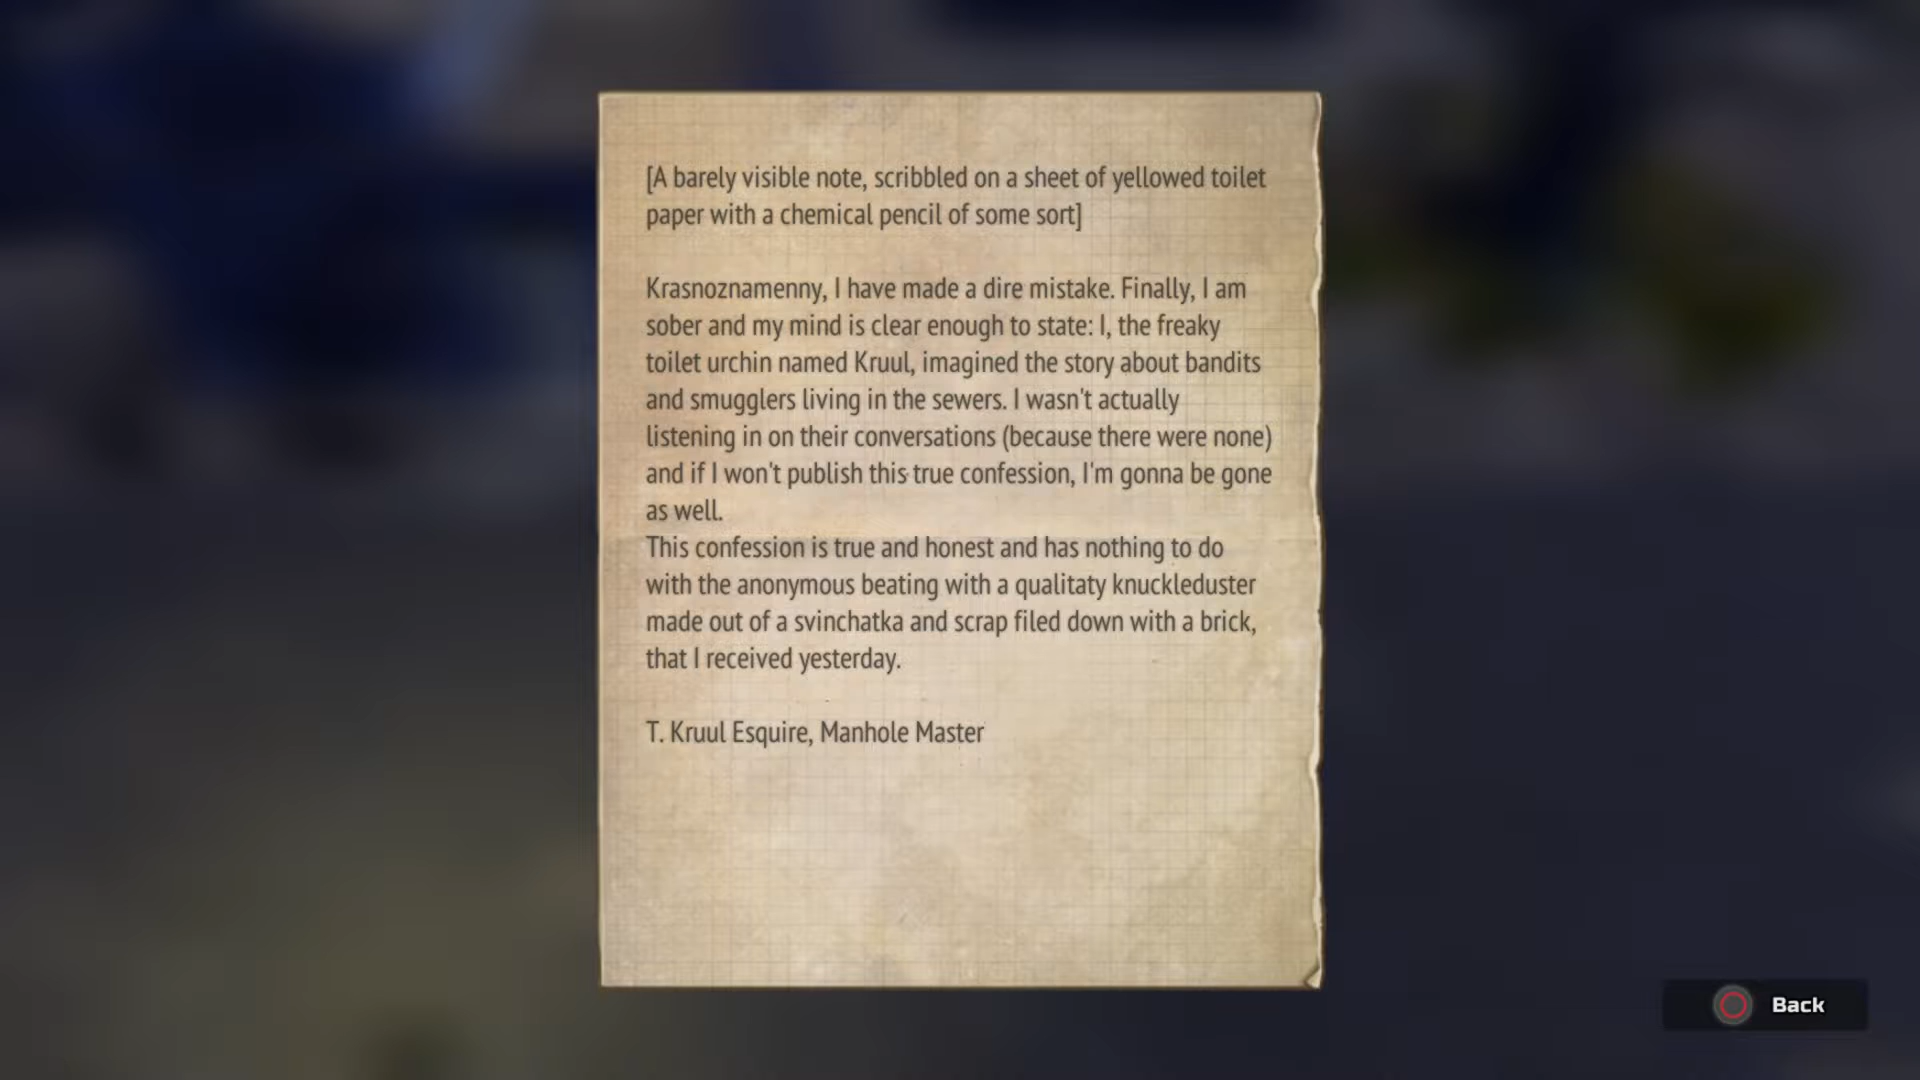 [A barely visible note, scribbled on a sheet of yellowed toilet
paper with a chemical pencil of some sort]
Krasnoznamenny, I have made a dire mistake. Finally, I am
sober and my mind is clear enough to state: I, the freaky
toilet urchin named Kruul, imagined the story about bandits
and smugglers living in the sewers. I wasn't actually
listening in on their conversations (because there were none)
and if I won't publish this true confession, I'm gonna be gone
as well.
This confession is true and honest and has nothing to do
with the anonymous beating with a qualitaty knuckleduster
made out of a svinchatka and scrap filed down with a brick,
that I received yesterday.
T. Kruul Esquire, Manhole Master
Back